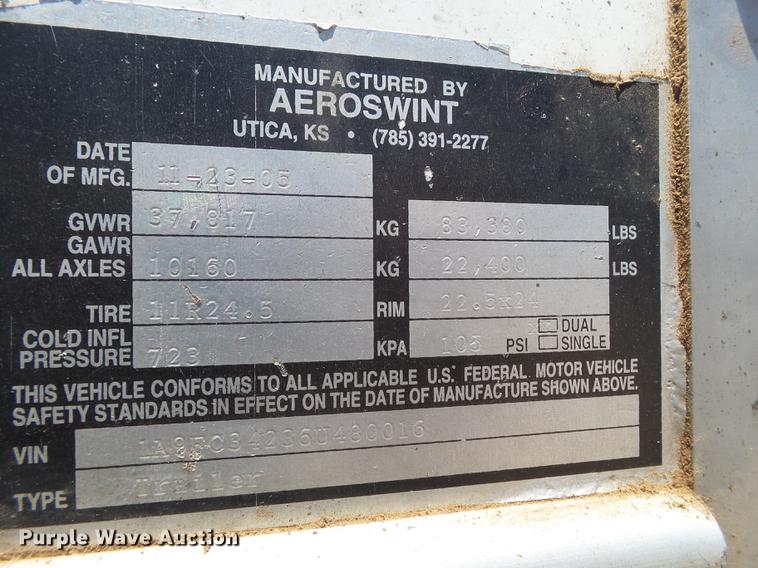 MANUFACTURED BY
AEROSWINT
UTICA, KS • (785) 391-2277
DATE OF MFG. 11-23-05
GVWR 37,817 KG 83,380 LBS
GAWR ALL AXLES 10160 KG 22,400 LBS
TIRE 11R24.5 RIM 22.5x24
COLD INFL PRESSURE 723 KPA 105 PSI DUAL SINGLE
THIS VEHICLE CONFORMS TO ALL APPLICABLE U.S. FEDERAL MOTOR VEHICLE
SAFETY STANDARDS IN EFFECT ON THE DATE OF MANUFACTURE SHOWN ABOVE.
VIN
TYPE Trailer
Purple Wave Auction